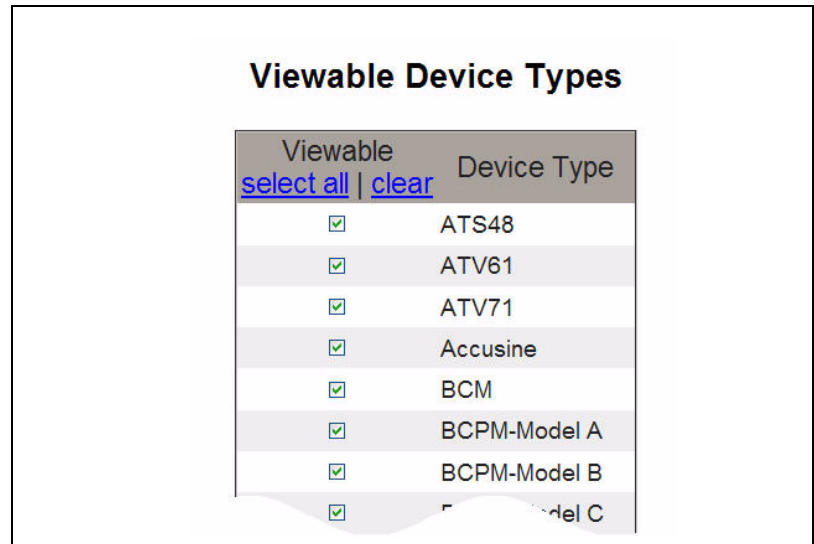 Viewable Device Types
Viewable
select all | clear
Device Type
ATS48
ATV61
ATV71
Accusine
BCM
BCPM-Model A
BCPM-Model B
C